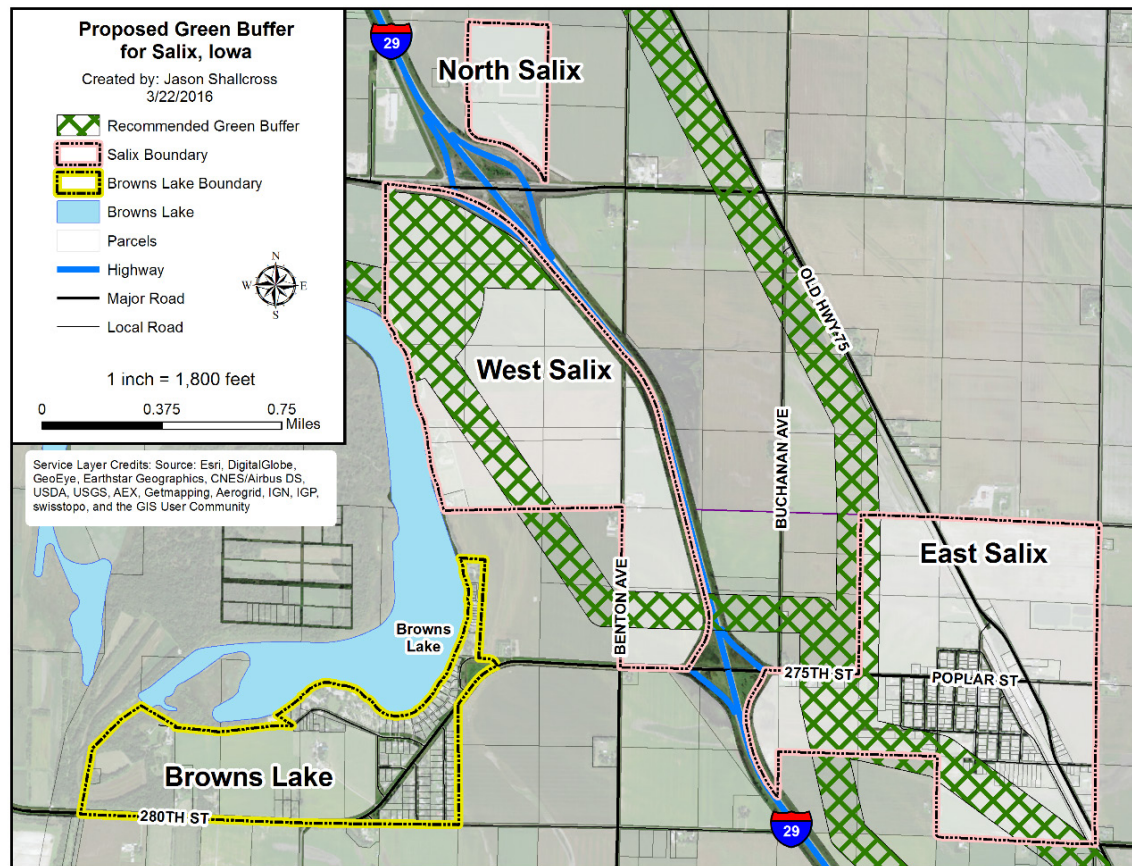 Proposed Green Buffer
for Salix, Iowa
Created by: Jason Shallcross
3/22/2016
Recommended Green Buffer
Salix Boundary
Browns Lake Boundary
Browns Lake
Parcels
Highway
Major Road
Local Road
N
W
E
S
1 inch = 1,800 feet
0 0.375 0.75
Miles
Service Layer Credits: Source: Esri, DigitalGlobe,
GeoEye, Earthstar Geographics, CNES/Airbus DS,
USDA, USGS, AEX, Getmapping, Aerogrid, IGN, IGP,
swisstopo, and the GIS User Community
29
North Salix
OLD HWY 75
West Salix
BUCHANAN AVE
East Salix
BENTON AVE
Browns
Lake
275TH ST
POPLAR ST
Browns Lake
280TH ST
29